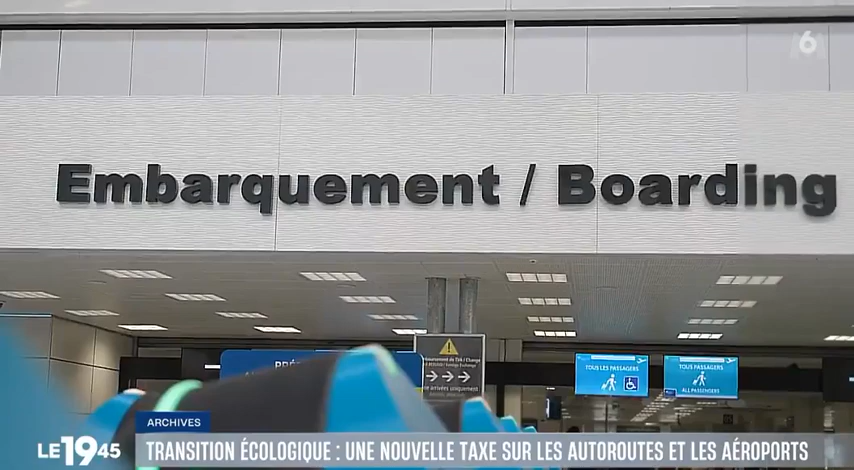 6
Embarquement / Boarding
TOUS LES PASSAGERS
TOUS PASSAGERS
ALL PASSENGERS
ARCHIVES
LE 19 45
TRANSITION ÉCOLOGIQUE : UNE NOUVELLE TAXE SUR LES AUTOROUTES ET LES AÉROPORTS